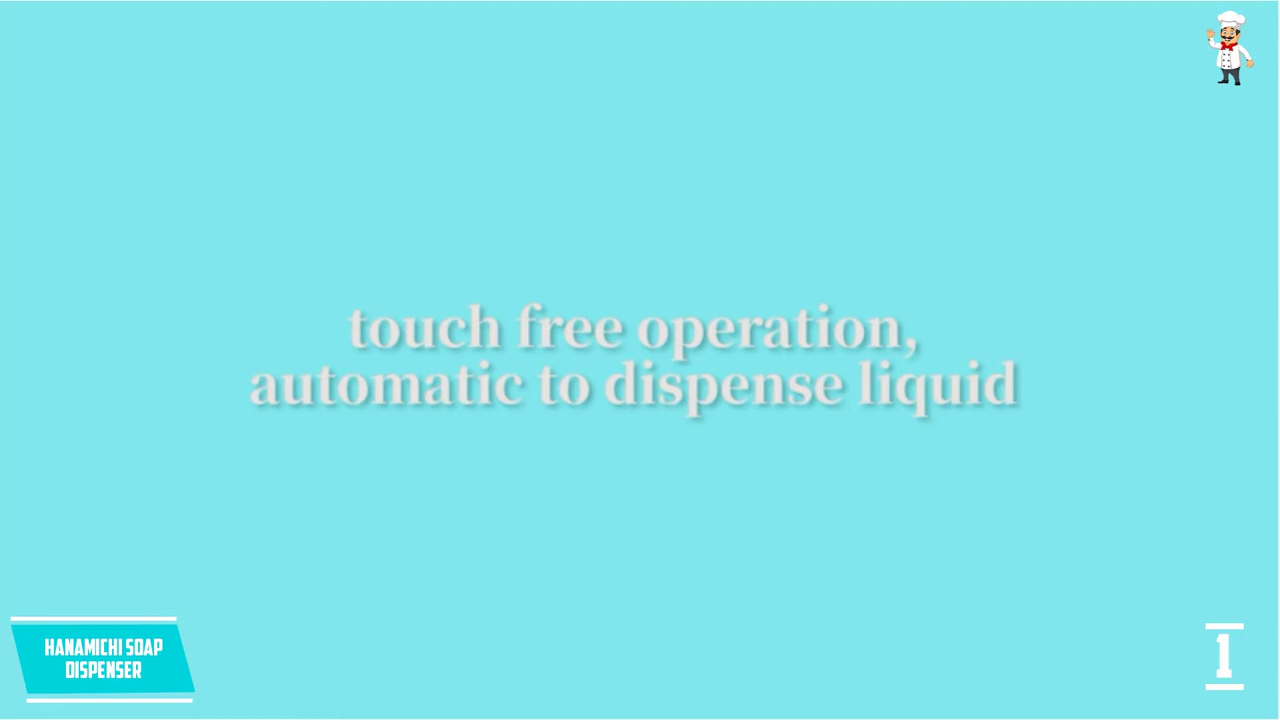 touch free operation,
automatic to dispense liquid
HANAMICHI SOAP
DISPENSER
1